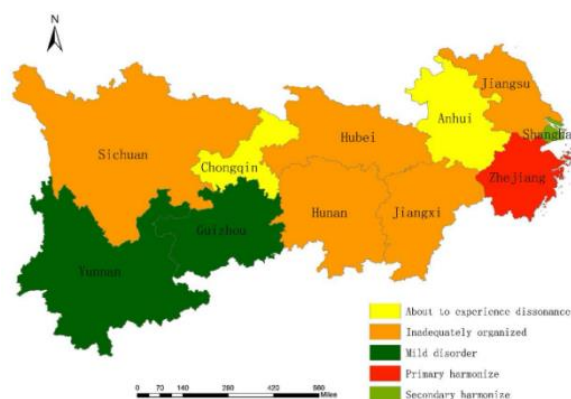 N
Jiangsu
Anhui
Shangha
Hubei
Sichuan
Chongqin
Zhejiang
Hunan
Jiangxi
Guizhou
Yunnan
About to experience dissonance
Inadequately organized
Mild disorder
Primary harmonize
Secondary harmonize
0 70 140 280 420 560
Miles